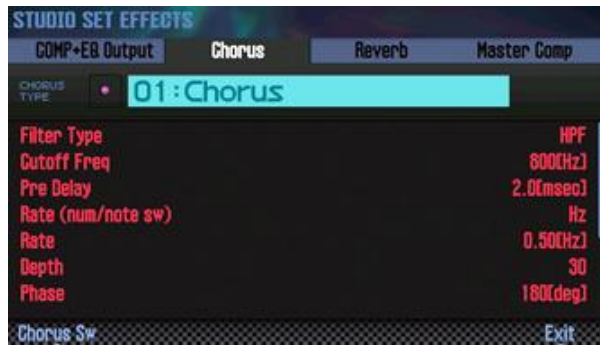 STUDIO SET EFFECTS
COMP+EQ Output Chorus Reverb Master Comp
CHORUS TYPE 01:Chorus
Filter Type HPF
Cutoff Freq 800[Hz]
Pre Delay 2.0[msec]
Rate (num/note sw) Hz
Rate 0.50[Hz]
Depth 30
Phase 180[deg]
Chorus Sw Exit